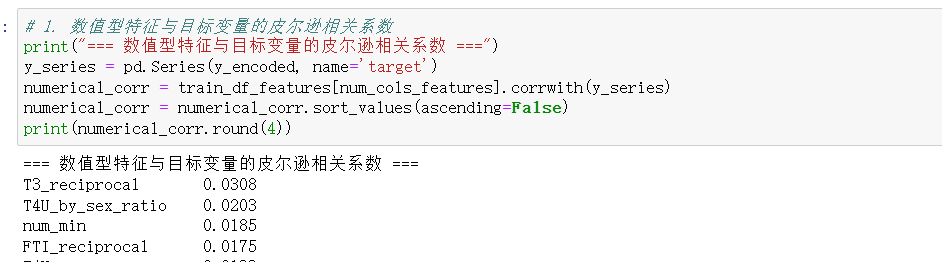 :
# 1. 数值型特征与目标变量的皮尔逊相关系数
print("=== 数值型特征与目标变量的皮尔逊相关系数 ===")
y_series = pd.Series(y_encoded, name='target')
numerical_corr = train_df_features[num_cols_features].corrwith(y_series)
numerical_corr = numerical_corr.sort_values(ascending=False)
print(numerical_corr.round(4))
=== 数值型特征与目标变量的皮尔逊相关系数 ===
T3_reciprocal 0.0308
T4U_by_sex_ratio 0.0203
num_min 0.0185
FTI_reciprocal 0.0175